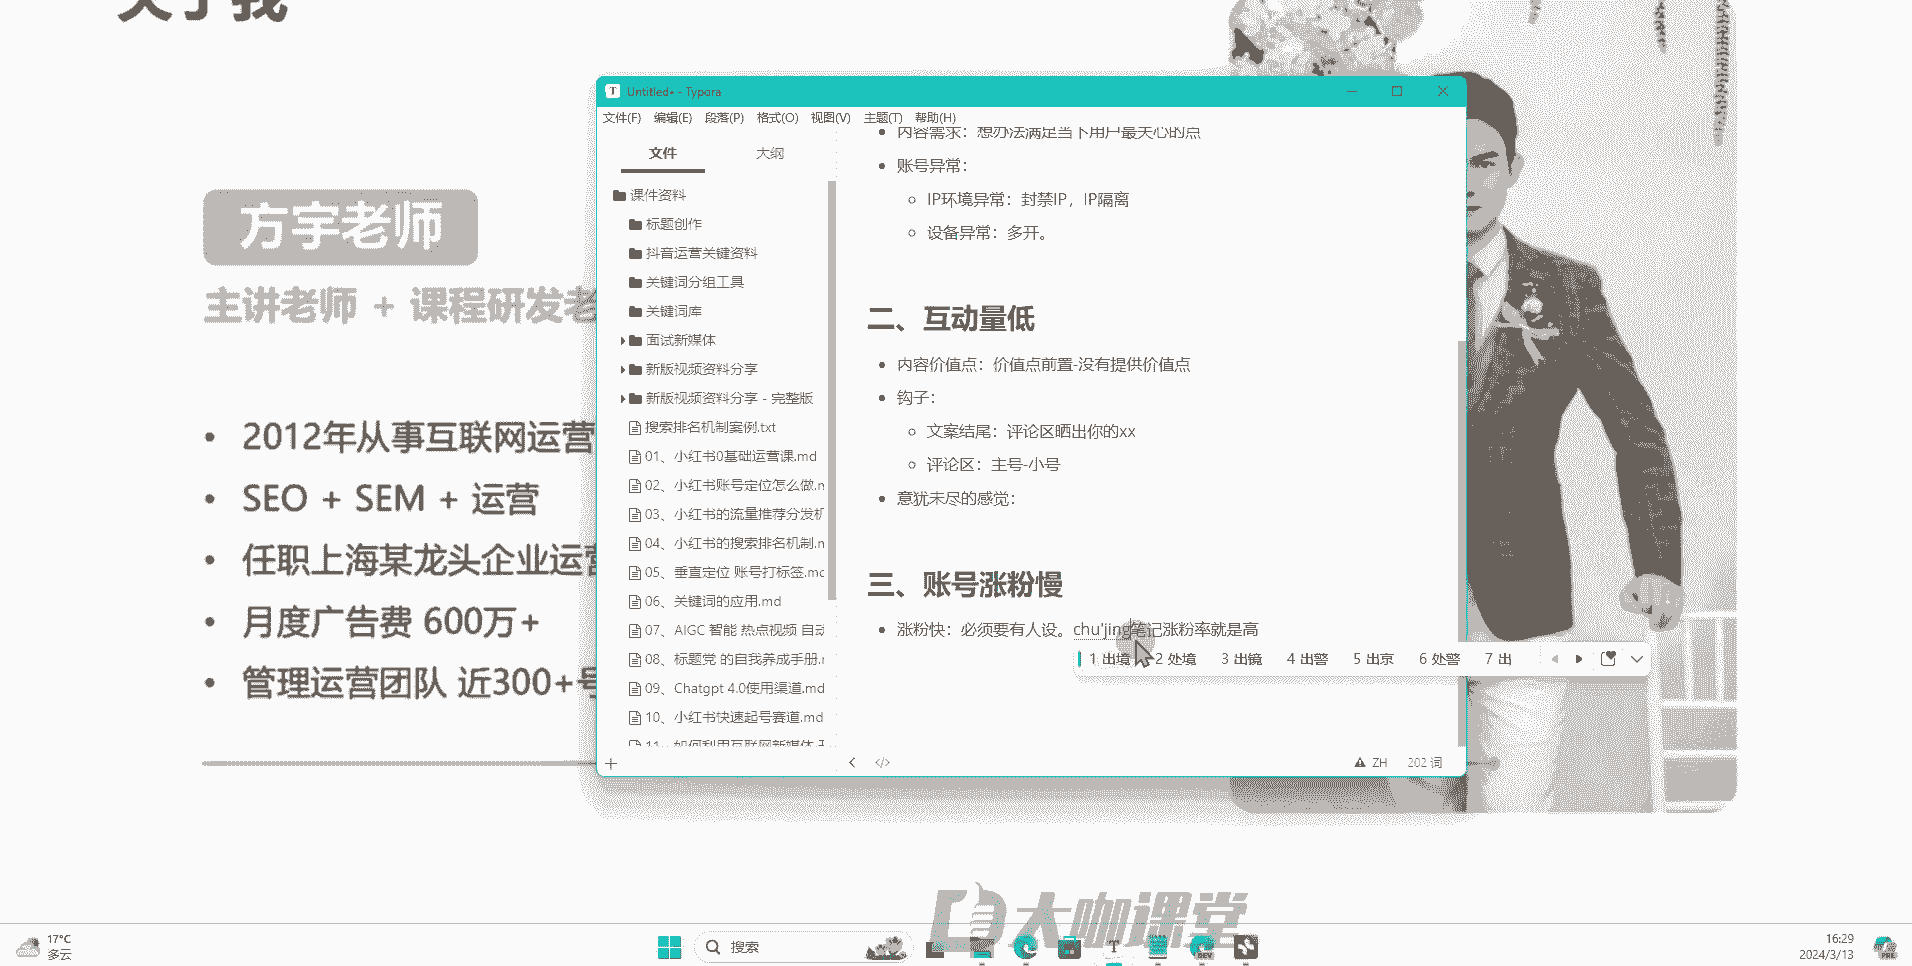 关于我
方宇老师
主讲老师 + 课程研发老
2012年从事互联网运营
SEO + SEM + 运营
任职上海某龙头企业运营
月度广告费 600万+
管理运营团队 近300+号
Untitled• - Typora
文件(F) 编辑(E) 段落(P) 格式(O) 视图(V) 主题(T) 帮助(H)
文件 大纲
课件资料
标题创作
抖音运营关键资料
关键词分组工具
关键词库
面试新媒体
新版视频资料分享
新版视频资料分享 - 完整版
搜索排名机制案例.txt
01、小红书0基础运营课.md
02、小红书账号定位怎么做.m
03、小红书的流量推荐分发机
04、小红书的搜索排名机制.m
05、垂直定位 账号打标签.mc
06、关键词的应用.md
07、AIGC 智能 热点视频 自动
08、标题党 的自我养成手册.m
09、Chatgpt 4.0使用渠道.md
10、小红书快速起号赛道.md
11、如何利用互联网新媒体
内容需求：想办法满足当下用户最关心的点
账号异常：
IP环境异常：封禁IP，IP隔离
设备异常：多开。
二、互动量低
内容价值点：价值点前置-没有提供价值点
钩子：
文案结尾：评论区晒出你的xx
评论区：主号-小号
意犹未尽的感觉：
三、账号涨粉慢
涨粉快：必须要有人设。chu'jing笔记涨粉率就是高
1 出境 2 处境 3 出镜 4 出警 5 出京 6 处警 7 出
ZH 202 词
大咖课堂
17°C
多云
搜索
T
DEV
16:29
2024/3/13
PRE